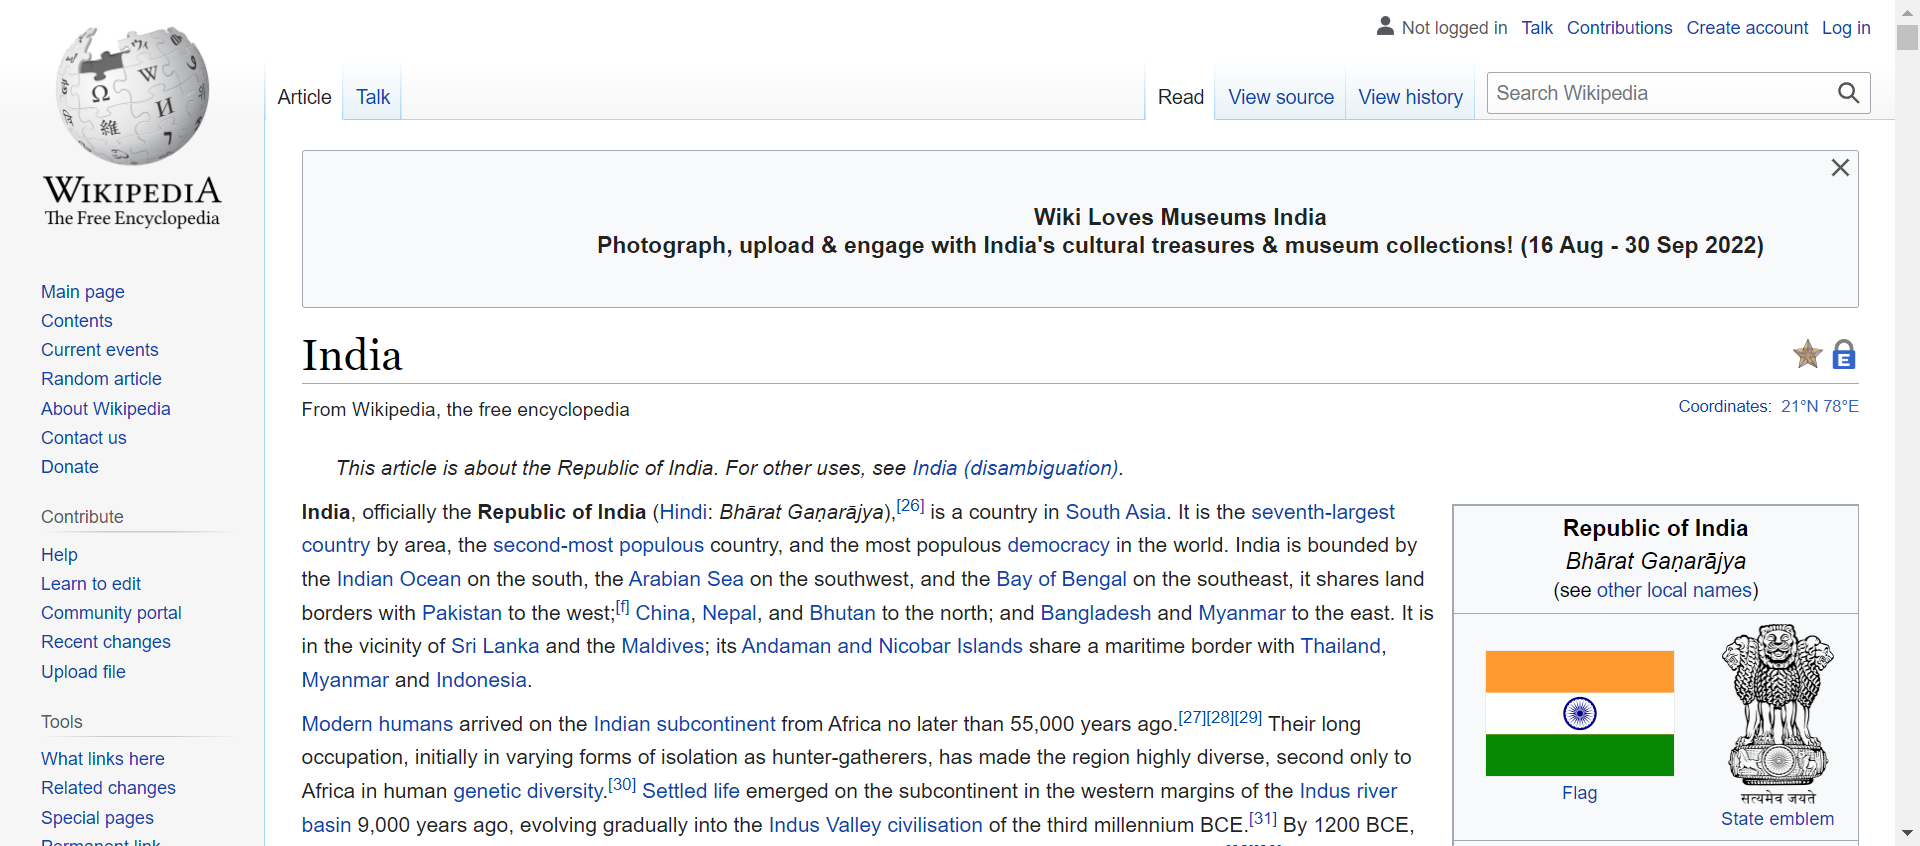 Not logged in Talk Contributions Create account Log in
Article Talk Read View source View history Search Wikipedia
WIKIPEDIA
The Free Encyclopedia
Main page
Contents
Current events
Random article
About Wikipedia
Contact us
Donate
Contribute
Help
Learn to edit
Community portal
Recent changes
Upload file
Tools
What links here
Related changes
Special pages
Permanent link
Wiki Loves Museums India
Photograph, upload & engage with India's cultural treasures & museum collections! (16 Aug - 30 Sep 2022)
India
E
From Wikipedia, the free encyclopedia
Coordinates: 21°N 78°E
This article is about the Republic of India. For other uses, see India (disambiguation).
India, officially the Republic of India (Hindi: Bhārat Gaṇarājya),[26] is a country in South Asia. It is the seventh-largest
country by area, the second-most populous country, and the most populous democracy in the world. India is bounded by
the Indian Ocean on the south, the Arabian Sea on the southwest, and the Bay of Bengal on the southeast, it shares land
borders with Pakistan to the west;[f] China, Nepal, and Bhutan to the north; and Bangladesh and Myanmar to the east. It is
in the vicinity of Sri Lanka and the Maldives; its Andaman and Nicobar Islands share a maritime border with Thailand,
Myanmar and Indonesia.
Modern humans arrived on the Indian subcontinent from Africa no later than 55,000 years ago.[27][28][29] Their long
occupation, initially in varying forms of isolation as hunter-gatherers, has made the region highly diverse, second only to
Africa in human genetic diversity.[30] Settled life emerged on the subcontinent in the western margins of the Indus river
basin 9,000 years ago, evolving gradually into the Indus Valley civilisation of the third millennium BCE.[31] By 1200 BCE,
Republic of India
Bhārat Gaṇarājya
(see other local names)
सत्यमेव जयते
Flag
State emblem